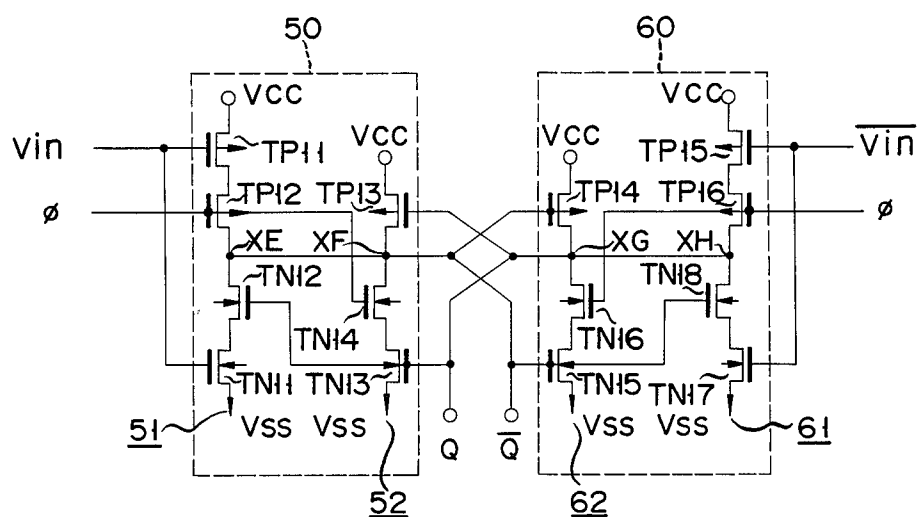 50
60
VCC
VCC
Vin
VCC
VCC
V̅i̅n̅
TP11
TP15
TP12
TP13
TP14
TP16
ø
ø
XE
XF
XG
XH
TN12
TN18
TN14
TN16
TN11
TN13
TN15
TN17
51
VSS
VSS
Q
Q̅
VSS
VSS
61
52
62